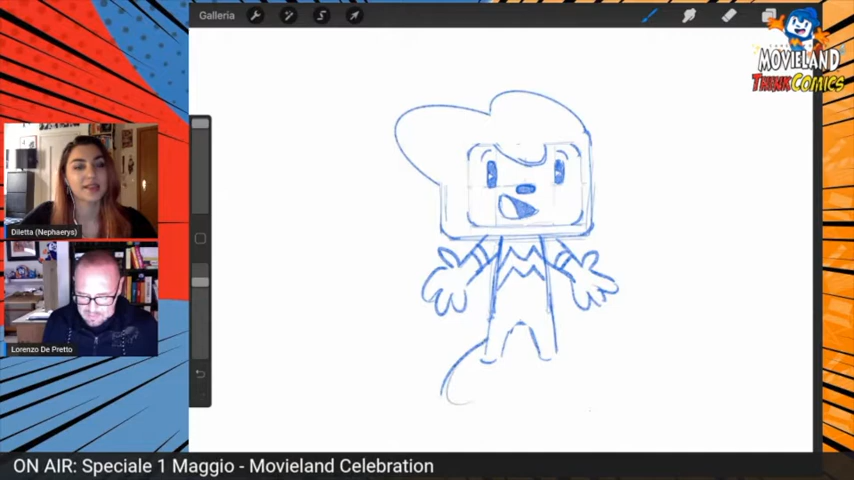 Galleria
MOVIELAND
THINK COMICS
Diletta (Nephaerys)
Lorenzo De Pretto
ON AIR: Speciale 1 Maggio - Movieland Celebration